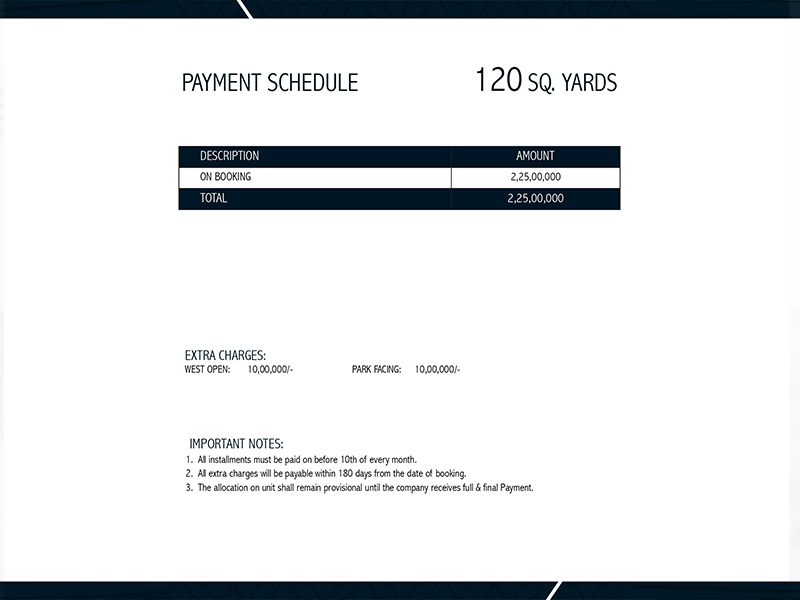 PAYMENT SCHEDULE 120 SQ. YARDS
DESCRIPTION AMOUNT
ON BOOKING 2,25,00,000
TOTAL 2,25,00,000
EXTRA CHARGES:
WEST OPEN: 10,00,000/- PARK FACING: 10,00,000/-
IMPORTANT NOTES:
1. All installments must be paid on before 10th of every month.
2. All extra charges will be payable within 180 days from the date of booking.
3. The allocation on unit shall remain provisional until the company receives full & final Payment.